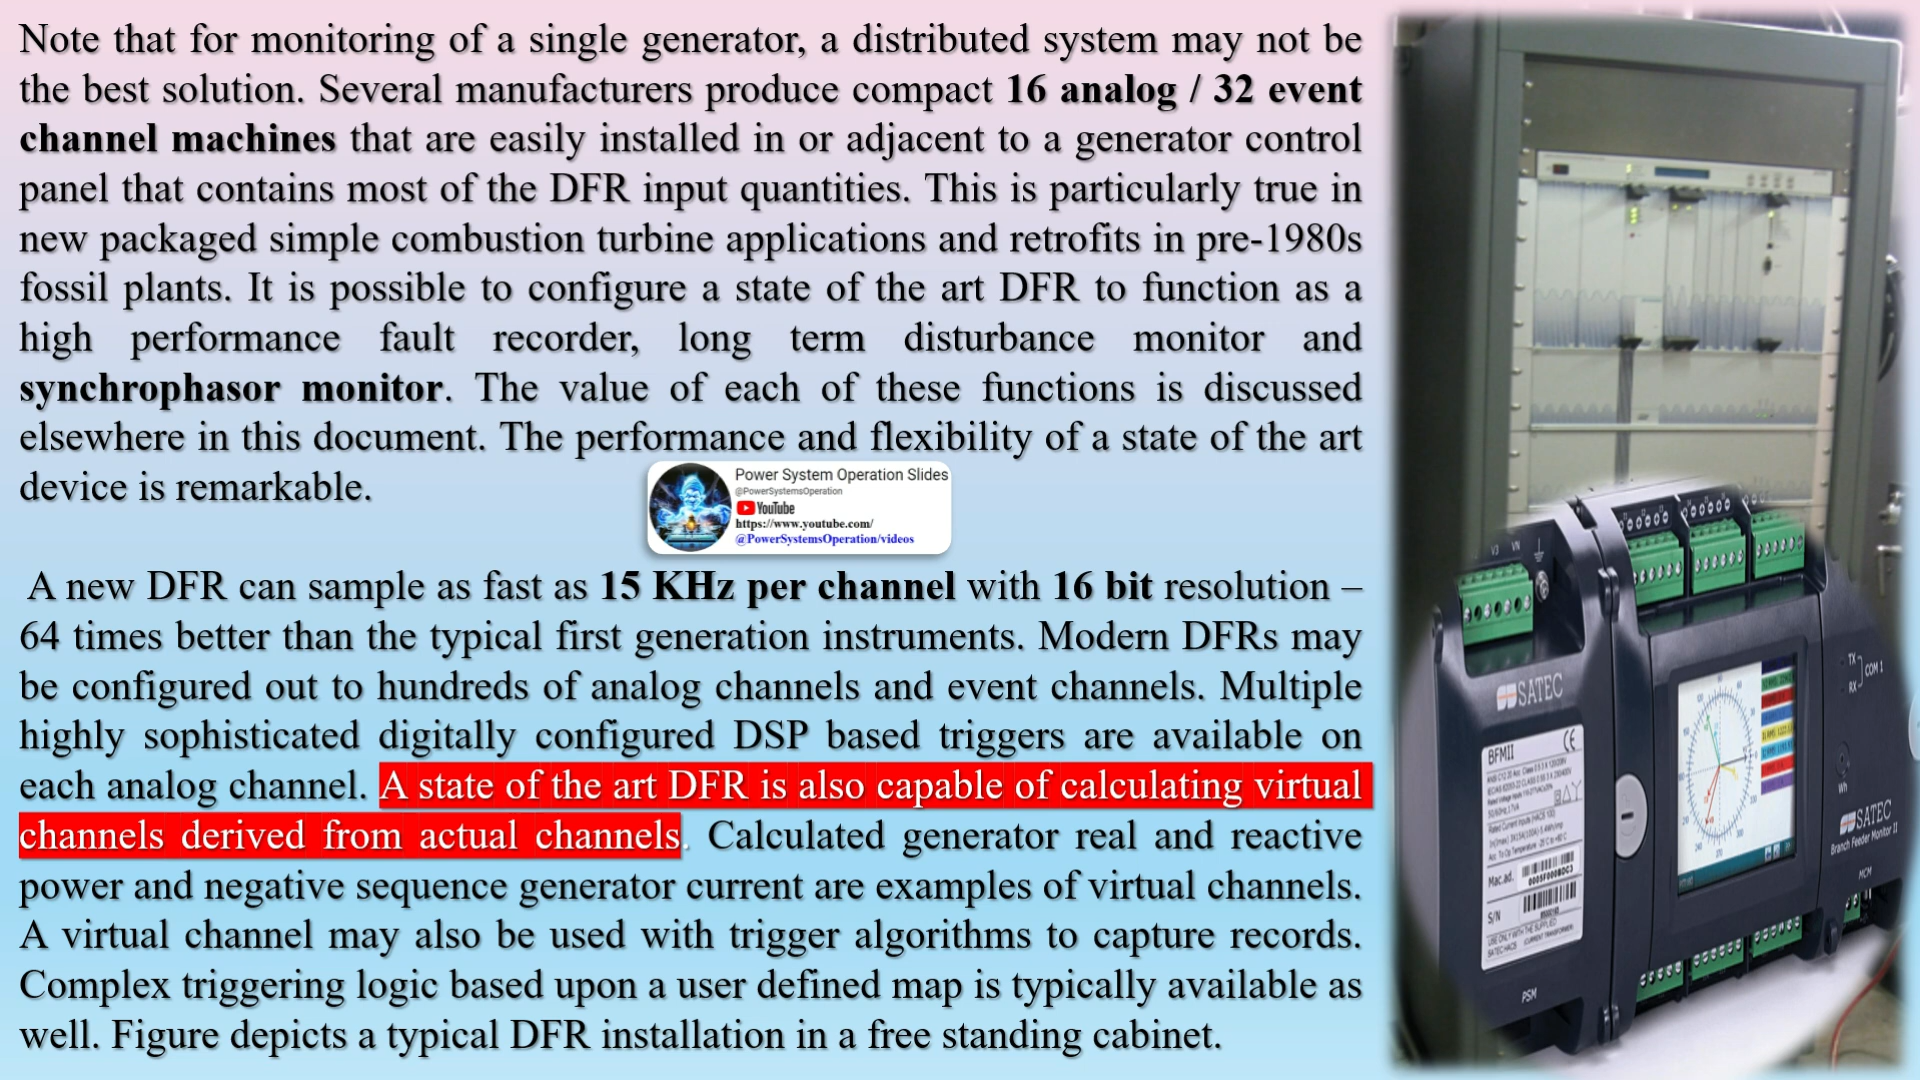 Note that for monitoring of a single generator, a distributed system may not be
the best solution. Several manufacturers produce compact 16 analog / 32 event
channel machines that are easily installed in or adjacent to a generator control
panel that contains most of the DFR input quantities. This is particularly true in
new packaged simple combustion turbine applications and retrofits in pre-1980s
fossil plants. It is possible to configure a state of the art DFR to function as a
high performance fault recorder, long term disturbance monitor and
synchrophasor monitor. The value of each of these functions is discussed
elsewhere in this document. The performance and flexibility of a state of the art
device is remarkable.
Power System Operation Slides
@PowerSystemsOperation
YouTube
https://www.youtube.com/
@PowerSystemsOperation/videos
A new DFR can sample as fast as 15 KHz per channel with 16 bit resolution –
64 times better than the typical first generation instruments. Modern DFRs may
be configured out to hundreds of analog channels and event channels. Multiple
highly sophisticated digitally configured DSP based triggers are available on
each analog channel. A state of the art DFR is also capable of calculating virtual
channels derived from actual channels. Calculated generator real and reactive
power and negative sequence generator current are examples of virtual channels.
A virtual channel may also be used with trigger algorithms to capture records.
Complex triggering logic based upon a user defined map is typically available as
well. Figure depicts a typical DFR installation in a free standing cabinet.
V3 VN
SATEC
BFMII
CE
Mac.ad.
S/N
PSM
TX
RX
COM 1
Wh
SATEC
Branch Feeder Monitor II
MCM